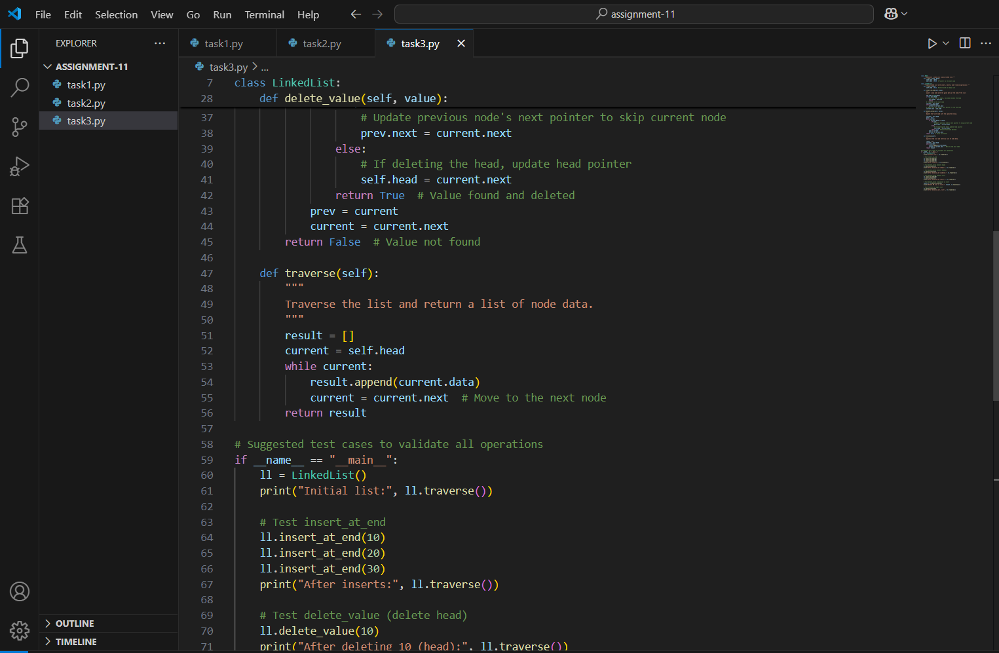 File Edit Selection View Go Run Terminal Help
assignment-11
EXPLORER
ASSIGNMENT-11
task1.py
task2.py
task3.py
OUTLINE
TIMELINE
task1.py task2.py task3.py
task3.py > ...
7 class LinkedList:
28     def delete_value(self, value):
37                     # Update previous node's next pointer to skip current node
38                     prev.next = current.next
39                 else:
40                     # If deleting the head, update head pointer
41                     self.head = current.next
42                 return True  # Value found and deleted
43             prev = current
44             current = current.next
45         return False  # Value not found
46
47     def traverse(self):
48         """
49         Traverse the list and return a list of node data.
50         """
51         result = []
52         current = self.head
53         while current:
54             result.append(current.data)
55             current = current.next  # Move to the next node
56         return result
57
58 # Suggested test cases to validate all operations
59 if __name__ == "__main__":
60     ll = LinkedList()
61     print("Initial list:", ll.traverse())
62
63     # Test insert_at_end
64     ll.insert_at_end(10)
65     ll.insert_at_end(20)
66     ll.insert_at_end(30)
67     print("After inserts:", ll.traverse())
68
69     # Test delete_value (delete head)
70     ll.delete_value(10)
71     print("After deleting 10 (head):", ll.traverse())